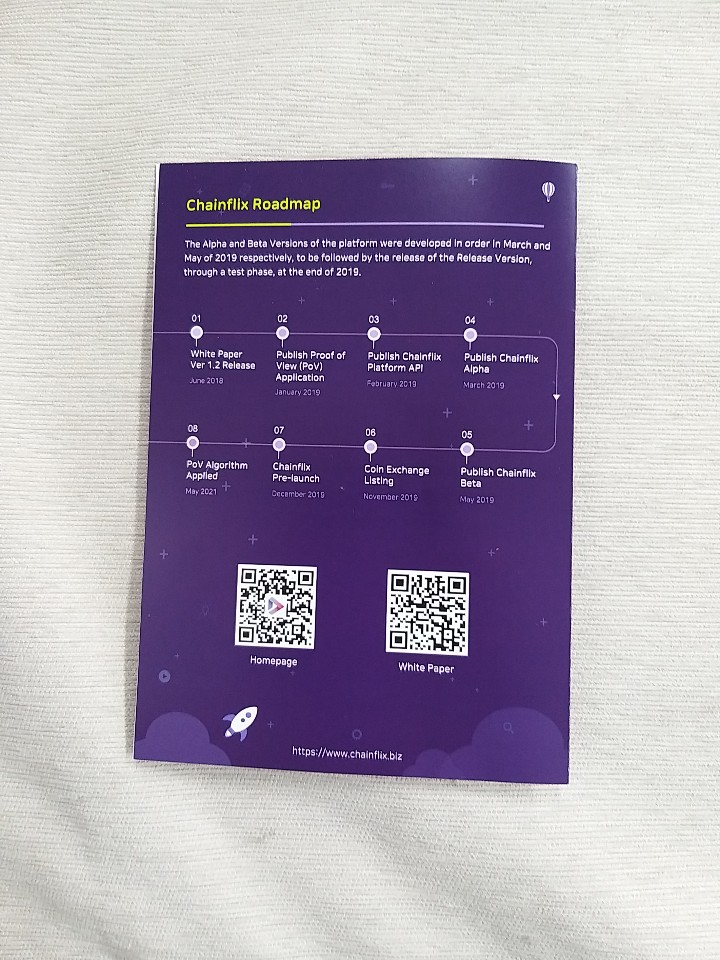 Chainflix Roadmap
The Alpha and Beta Versions of the platform were developed in order in March and
May of 2019 respectively, to be followed by the release of the Release Version,
through a test phase, at the end of 2019.
01
White Paper
Ver 1.2 Release
June 2018
02
Publish Proof of
View (PoV)
Application
January 2019
03
Publish Chainflix
Platform API
February 2019
04
Publish Chainflix
Alpha
March 2019
08
PoV Algorithm
Applied
May 2021
07
Chainflix
Pre-launch
December 2019
06
Coin Exchange
Listing
November 2019
05
Publish Chainflix
Beta
May 2019
Homepage
White Paper
https://www.chainflix.biz